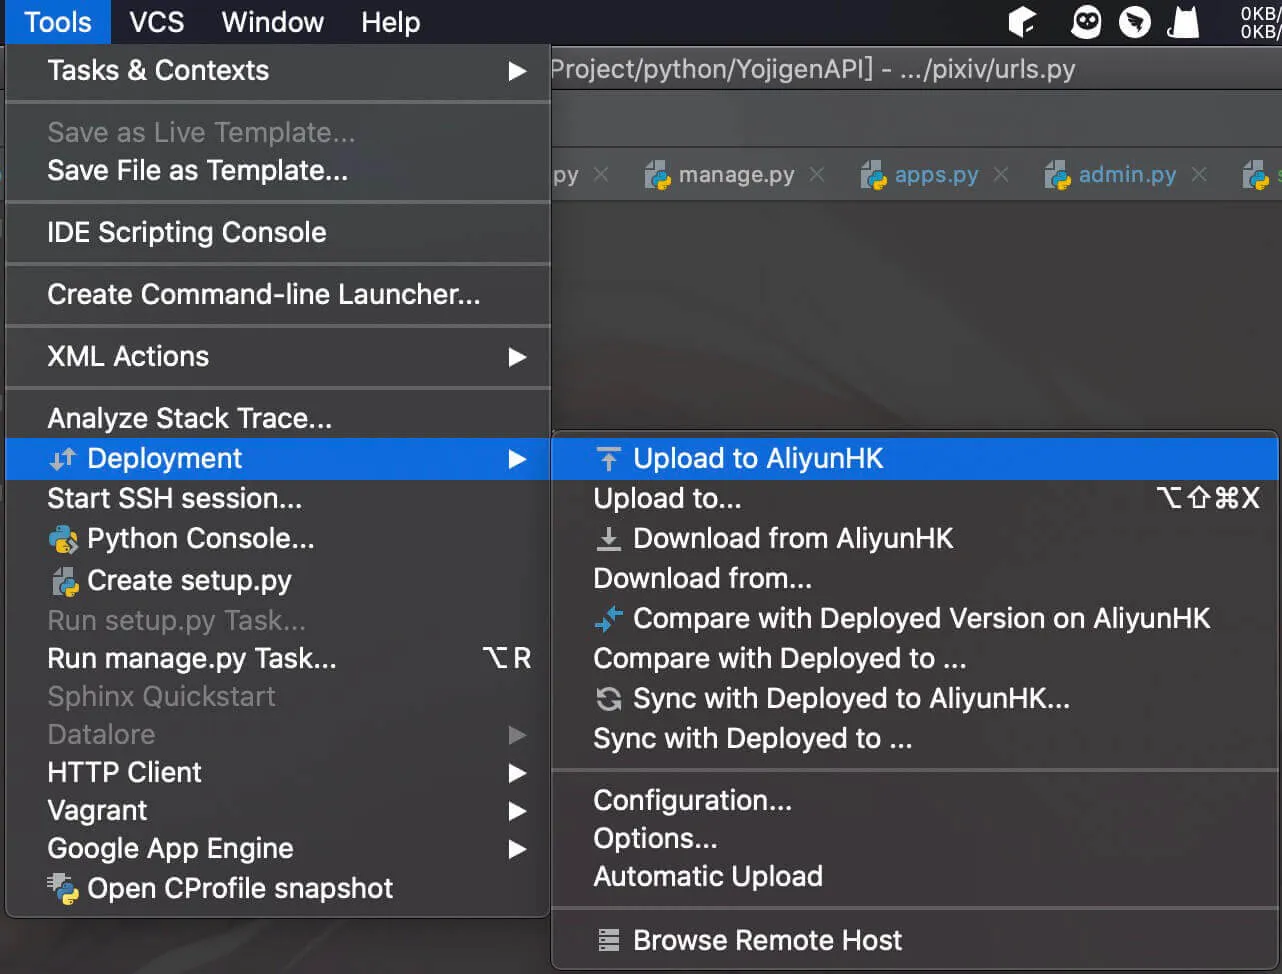 Tools VCS Window Help
0KB/
0KB/
Tasks & Contexts
Project/python/YojigenAPI] - .../pixiv/urls.py
Save as Live Template...
Save File as Template...
py manage.py apps.py admin.py
IDE Scripting Console
Create Command-line Launcher...
XML Actions
Analyze Stack Trace...
Deployment
Start SSH session...
Python Console...
Create setup.py
Run setup.py Task...
Run manage.py Task... ⌥R
Sphinx Quickstart
Datalore
HTTP Client
Vagrant
Google App Engine
Open CProfile snapshot
Upload to AliyunHK
Upload to... ⌥⇧⌘X
Download from AliyunHK
Download from...
Compare with Deployed Version on AliyunHK
Compare with Deployed to ...
Sync with Deployed to AliyunHK...
Sync with Deployed to ...
Configuration...
Options...
Automatic Upload
Browse Remote Host